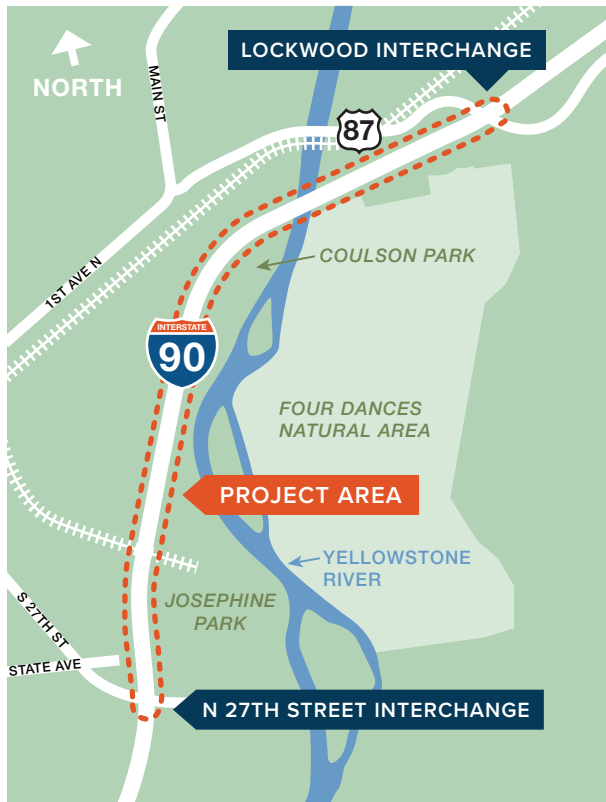 LOCKWOOD INTERCHANGE
NORTH
MAIN ST
87
1ST AVE N
COULSON PARK
INTERSTATE
90
FOUR DANCES
NATURAL AREA
PROJECT AREA
YELLOWSTONE
RIVER
JOSEPHINE
PARK
S 27TH ST
STATE AVE
N 27TH STREET INTERCHANGE